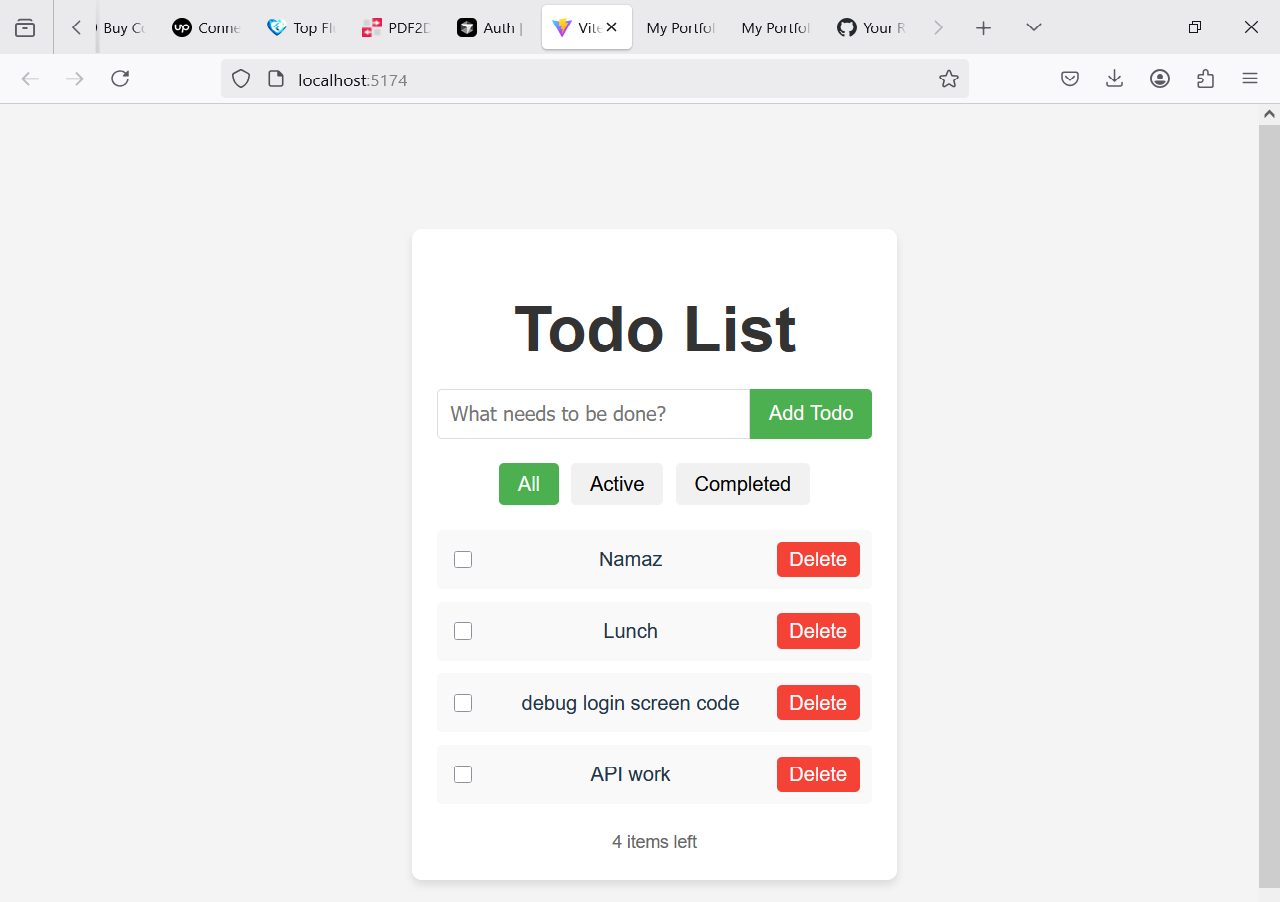 Buy Co
up Conne
Top Fl
PDF2D
Auth |
Vite
My Portfol
My Portfol
Your R
localhost:5174
Todo List
What needs to be done?
Add Todo
All Active Completed
Namaz Delete
Lunch Delete
debug login screen code Delete
API work Delete
4 items left